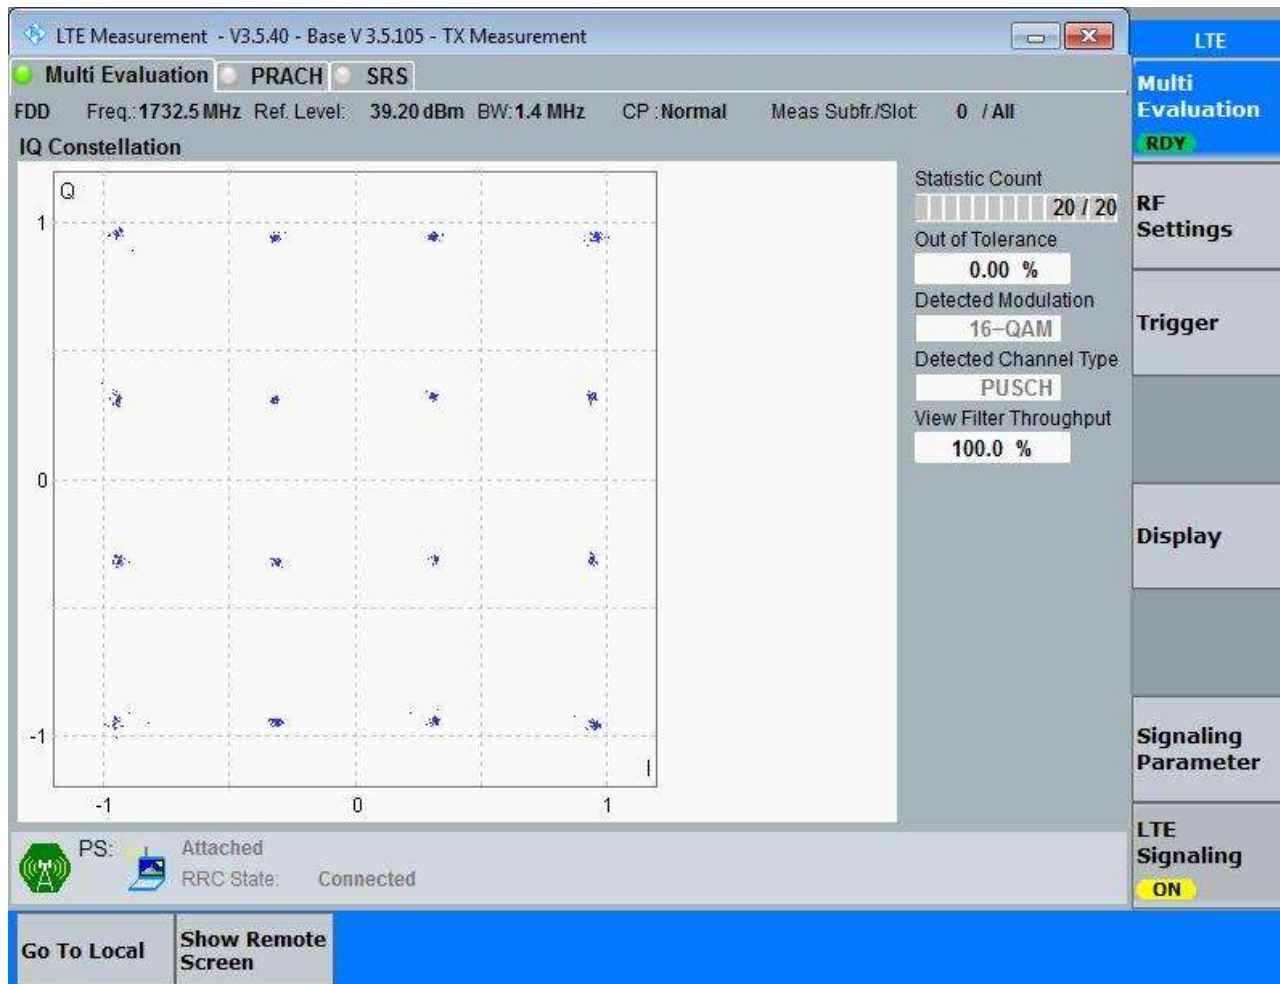 LTE Measurement - V3.5.40 - Base V 3.5.105 - TX Measurement
Multi Evaluation PRACH SRS
FDD Freq.: 1732.5 MHz Ref. Level: 39.20 dBm BW: 1.4 MHz CP : Normal Meas Subfr./Slot: 0 / All
IQ Constellation
Q
1
0
-1
-1 0 1
I
Statistic Count
20 / 20
Out of Tolerance
0.00 %
Detected Modulation
16-QAM
Detected Channel Type
PUSCH
View Filter Throughput
100.0 %
PS: Attached
RRC State: Connected
LTE
Multi
Evaluation
RDY
RF
Settings
Trigger
Display
Signaling
Parameter
LTE
Signaling
ON
Go To Local
Show Remote
Screen